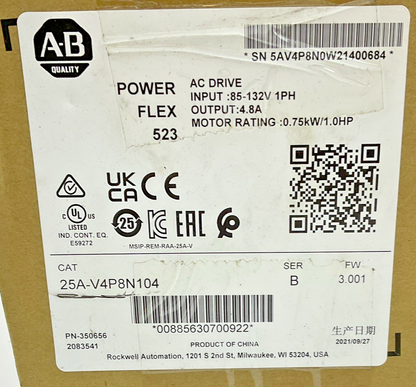 A-B
QUALITY
* SN 5AV4P8N0W21400684 *
POWER
FLEX
523
AC DRIVE
INPUT :85-132V 1PH
OUTPUT:4.8A
MOTOR RATING :0.75kW/1.0HP
UK
CA CE
C UL US
LISTED
IND. CONT. EQ.
E59272
25 EAC
MSIP-REM-RAA-25A-V
CAT
25A-V4P8N104
SER
B
FW
3.001
*00885630700922*
PN-350656
2083541
PRODUCT OF CHINA
Rockwell Automation, 1201 S 2nd St, Milwaukee, WI 53204, USA
生产日期
2021/09/27